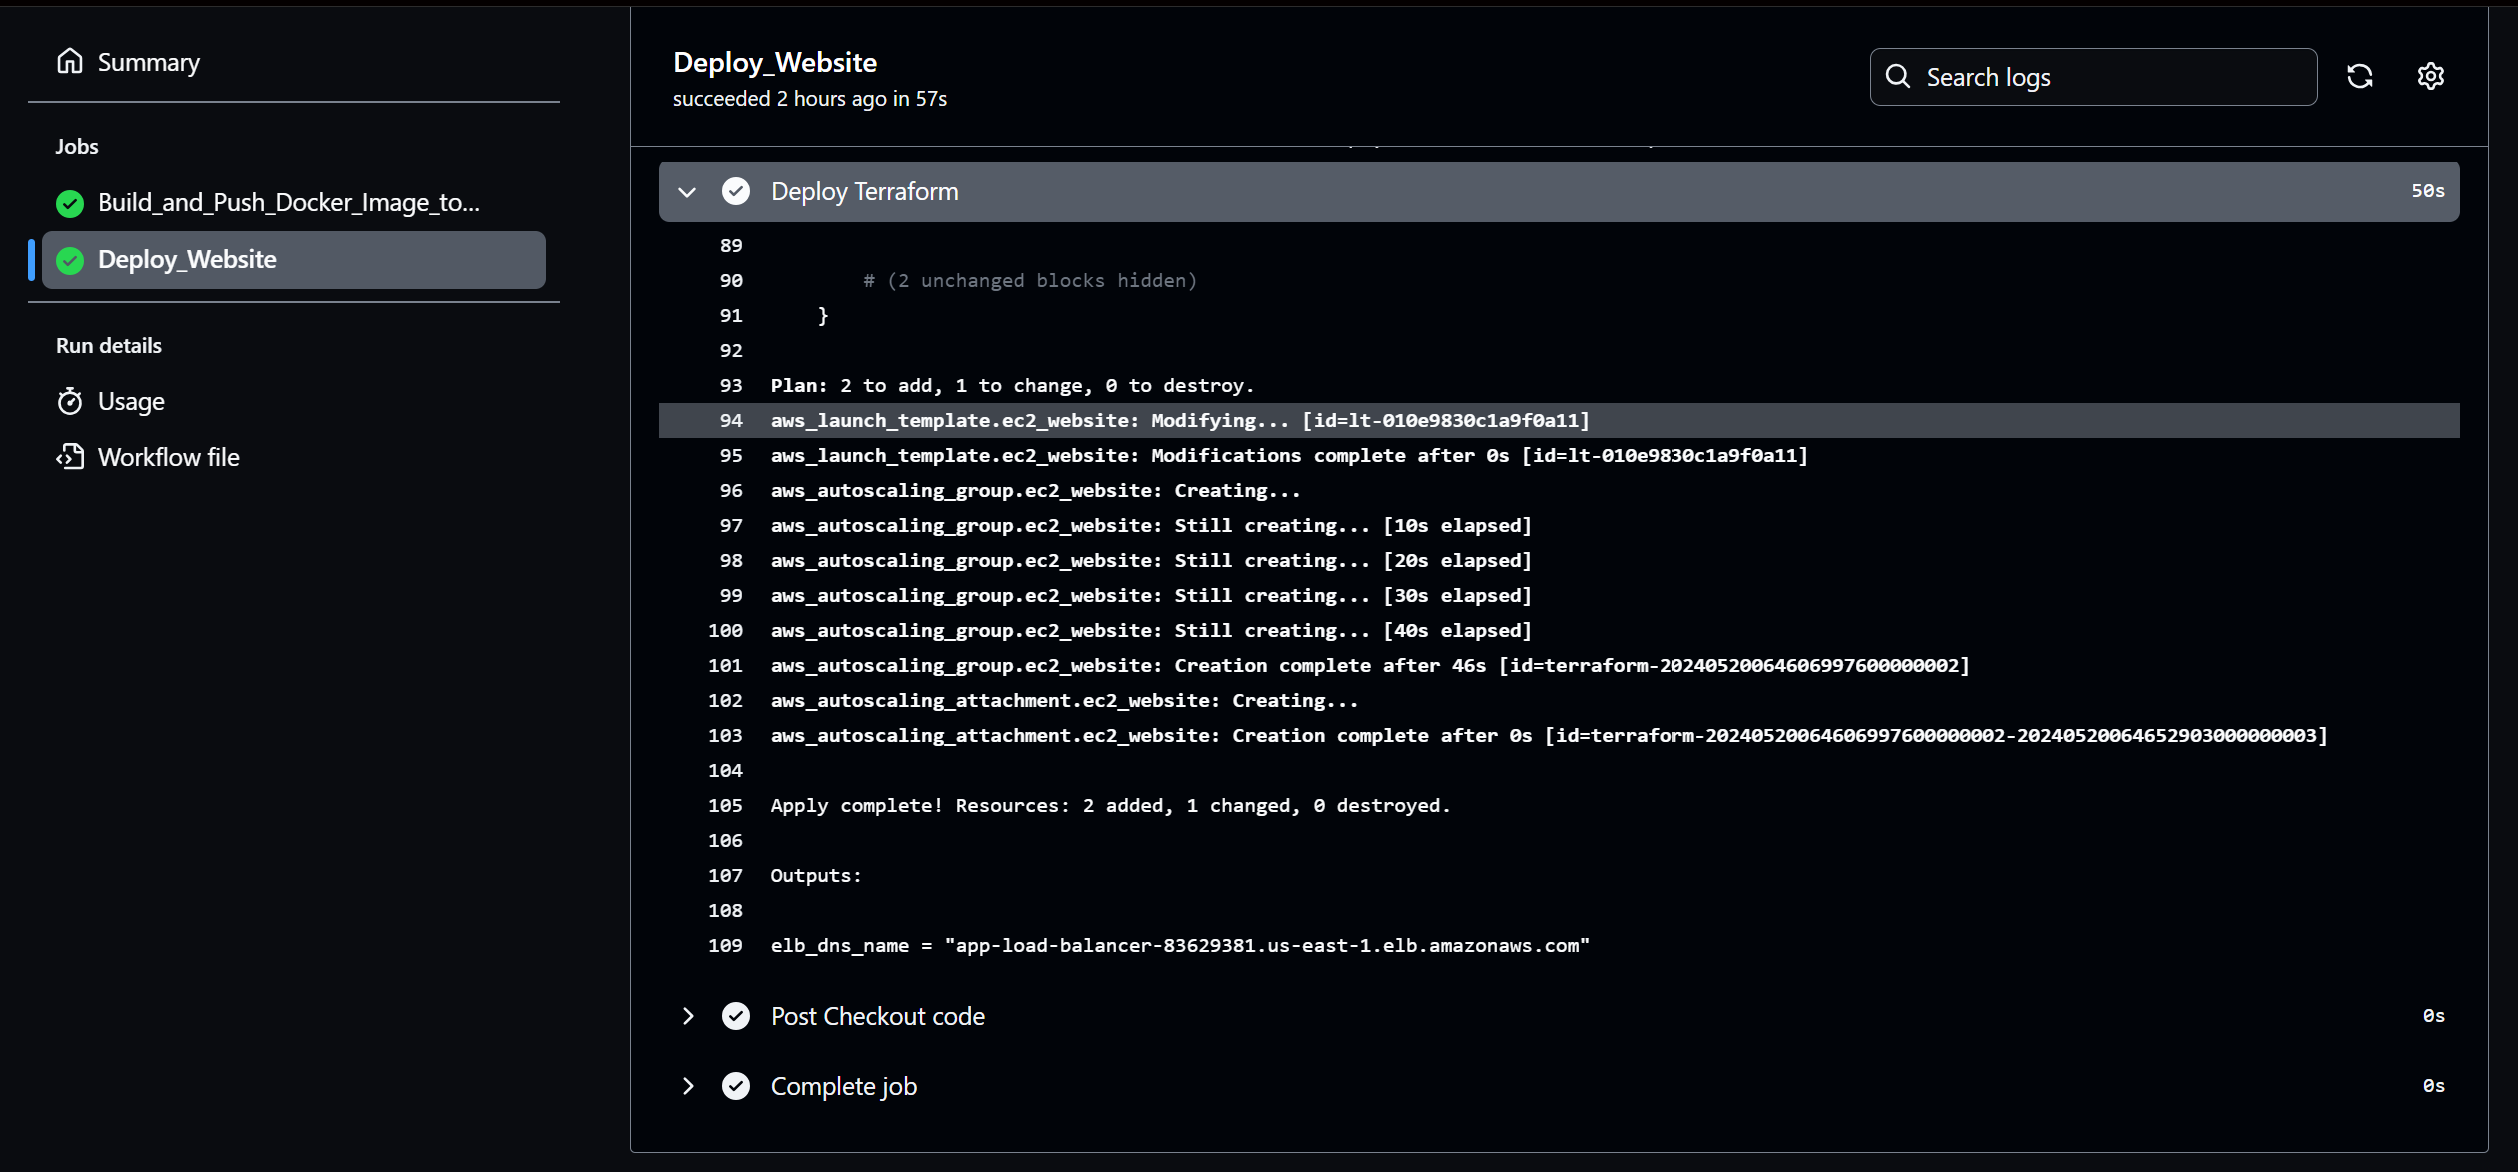 Summary
Jobs
Build_and_Push_Docker_Image_to...
Deploy_Website
Run details
Usage
Workflow file
Deploy_Website
succeeded 2 hours ago in 57s
Search logs
Deploy Terraform 50s
89
90 # (2 unchanged blocks hidden)
91 }
92
93 Plan: 2 to add, 1 to change, 0 to destroy.
94 aws_launch_template.ec2_website: Modifying... [id=lt-010e9830c1a9f0a11]
95 aws_launch_template.ec2_website: Modifications complete after 0s [id=lt-010e9830c1a9f0a11]
96 aws_autoscaling_group.ec2_website: Creating...
97 aws_autoscaling_group.ec2_website: Still creating... [10s elapsed]
98 aws_autoscaling_group.ec2_website: Still creating... [20s elapsed]
99 aws_autoscaling_group.ec2_website: Still creating... [30s elapsed]
100 aws_autoscaling_group.ec2_website: Still creating... [40s elapsed]
101 aws_autoscaling_group.ec2_website: Creation complete after 46s [id=terraform-20240520064606997600000002]
102 aws_autoscaling_attachment.ec2_website: Creating...
103 aws_autoscaling_attachment.ec2_website: Creation complete after 0s [id=terraform-20240520064606997600000002-20240520064652903000000003]
104
105 Apply complete! Resources: 2 added, 1 changed, 0 destroyed.
106
107 Outputs:
108
109 elb_dns_name = "app-load-balancer-83629381.us-east-1.elb.amazonaws.com"
Post Checkout code 0s
Complete job 0s